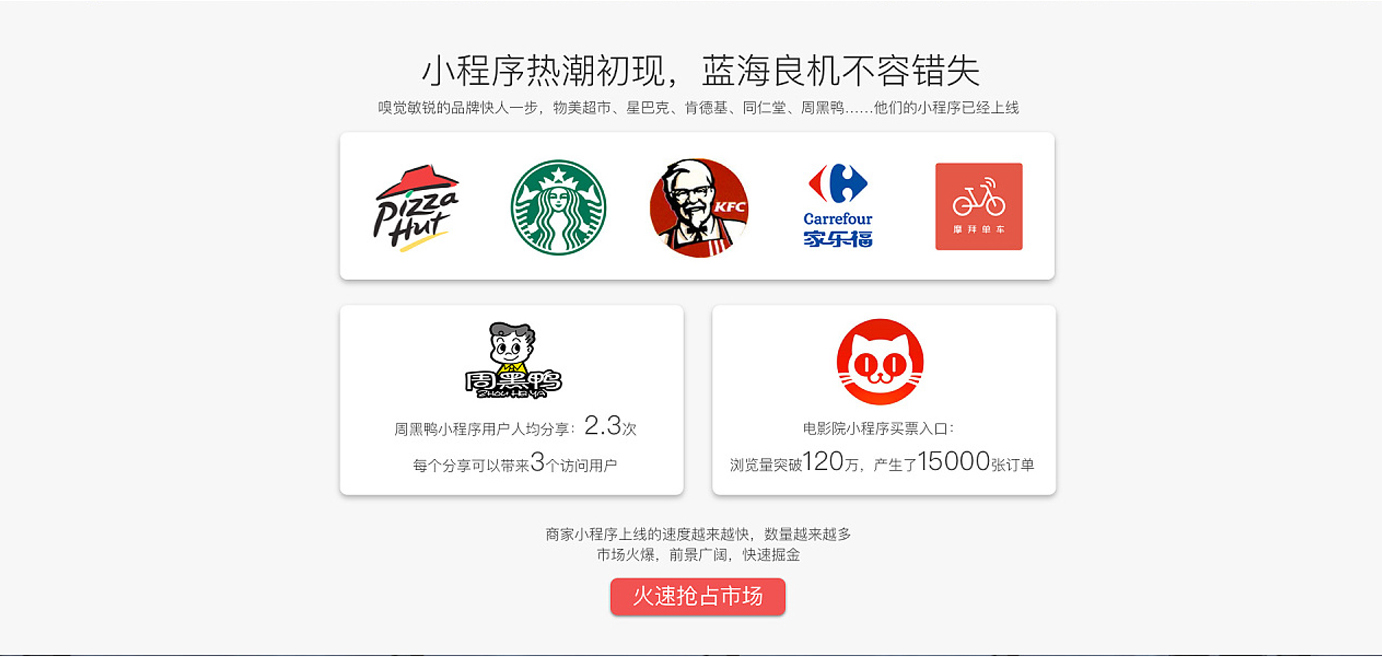 小程序热潮初现，蓝海良机不容错失
嗅觉敏锐的品牌快人一步，物美超市、星巴克、肯德基、同仁堂、周黑鸭……他们的小程序已经上线
Pizza
Hut
KFC
Carrefour
家乐福
摩拜单车
周黑鸭
ZHOU HEI YA
周黑鸭小程序用户人均分享：2.3次
每个分享可以带来3个访问用户
电影院小程序买票入口：
浏览量突破120万，产生了15000张订单
商家小程序上线的速度越来越快，数量越来越多
市场火爆，前景广阔，快速掘金
火速抢占市场